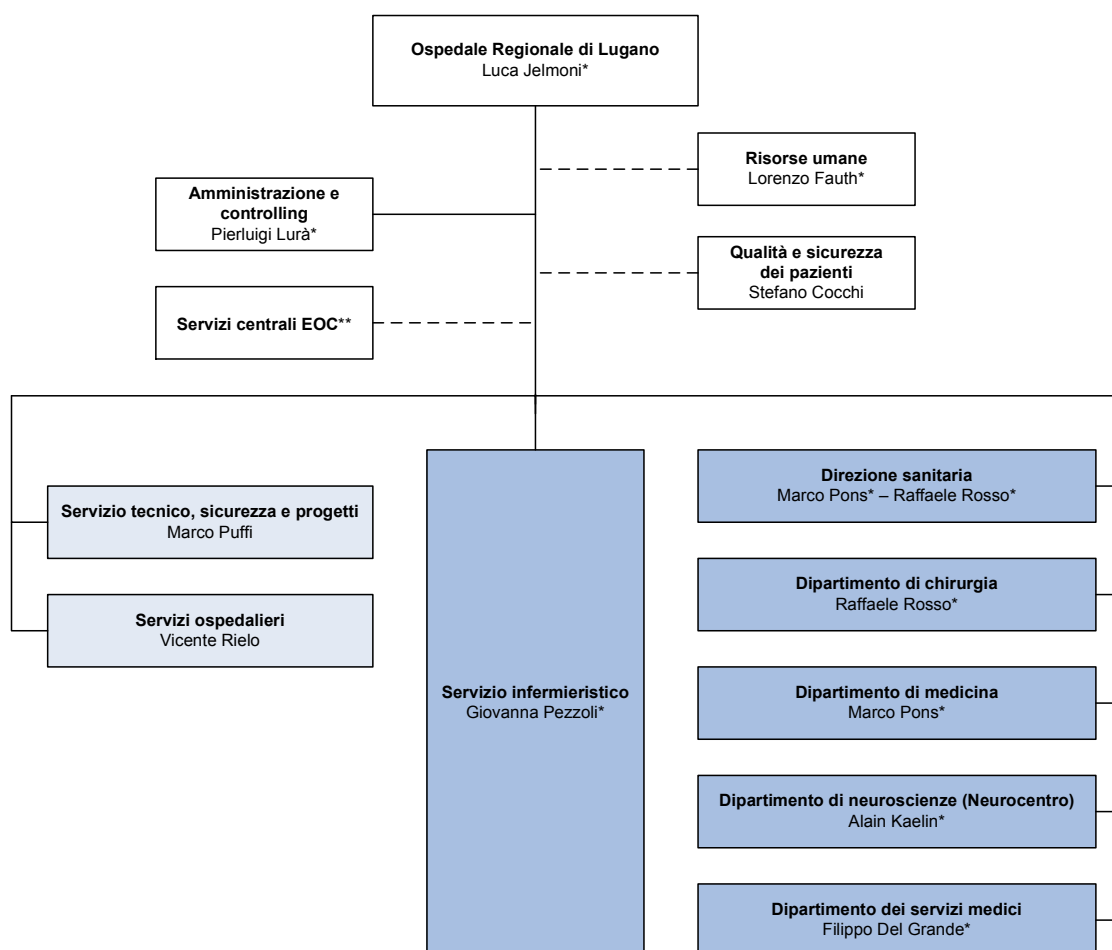 Ospedale Regionale di Lugano
Luca Jelmoni*
Risorse umane
Lorenzo Fauth*
Amministrazione e
controlling
Pierluigi Lurà*
Qualità e sicurezza
dei pazienti
Stefano Cocchi
Servizi centrali EOC**
Servizio tecnico, sicurezza e progetti
Marco Puffi
Servizi ospedalieri
Vicente Rielo
Servizio infermieristico
Giovanna Pezzoli*
Direzione sanitaria
Marco Pons* – Raffaele Rosso*
Dipartimento di chirurgia
Raffaele Rosso*
Dipartimento di medicina
Marco Pons*
Dipartimento di neuroscienze (Neurocentro)
Alain Kaelin*
Dipartimento dei servizi medici
Filippo Del Grande*